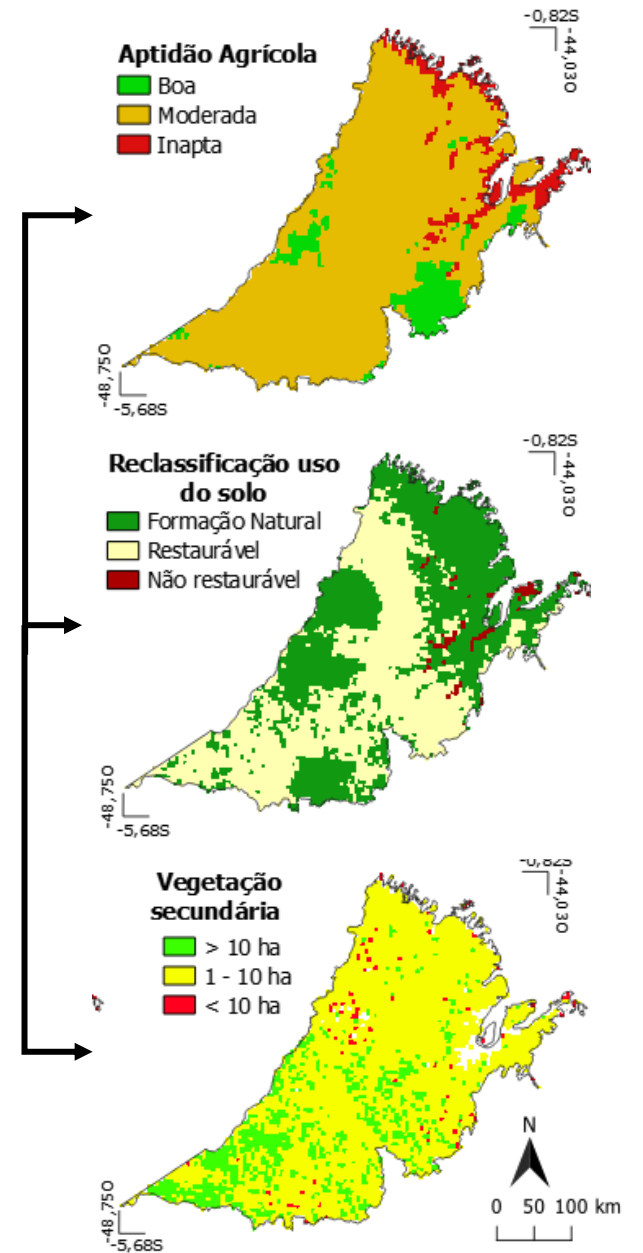 -0,82S
-44,03O
Aptidão Agrícola
Boa
Moderada
Inapta
-48,75O
-5,68S
-0,82S
-44,03O
Reclassificação uso
do solo
Formação Natural
Restaurável
Não restaurável
-48,75O
-5,68S
-0,82S
-44,03O
Vegetação
secundária
> 10 ha
1 - 10 ha
< 10 ha
N
0 50 100 km
-48,75O
-5,68S